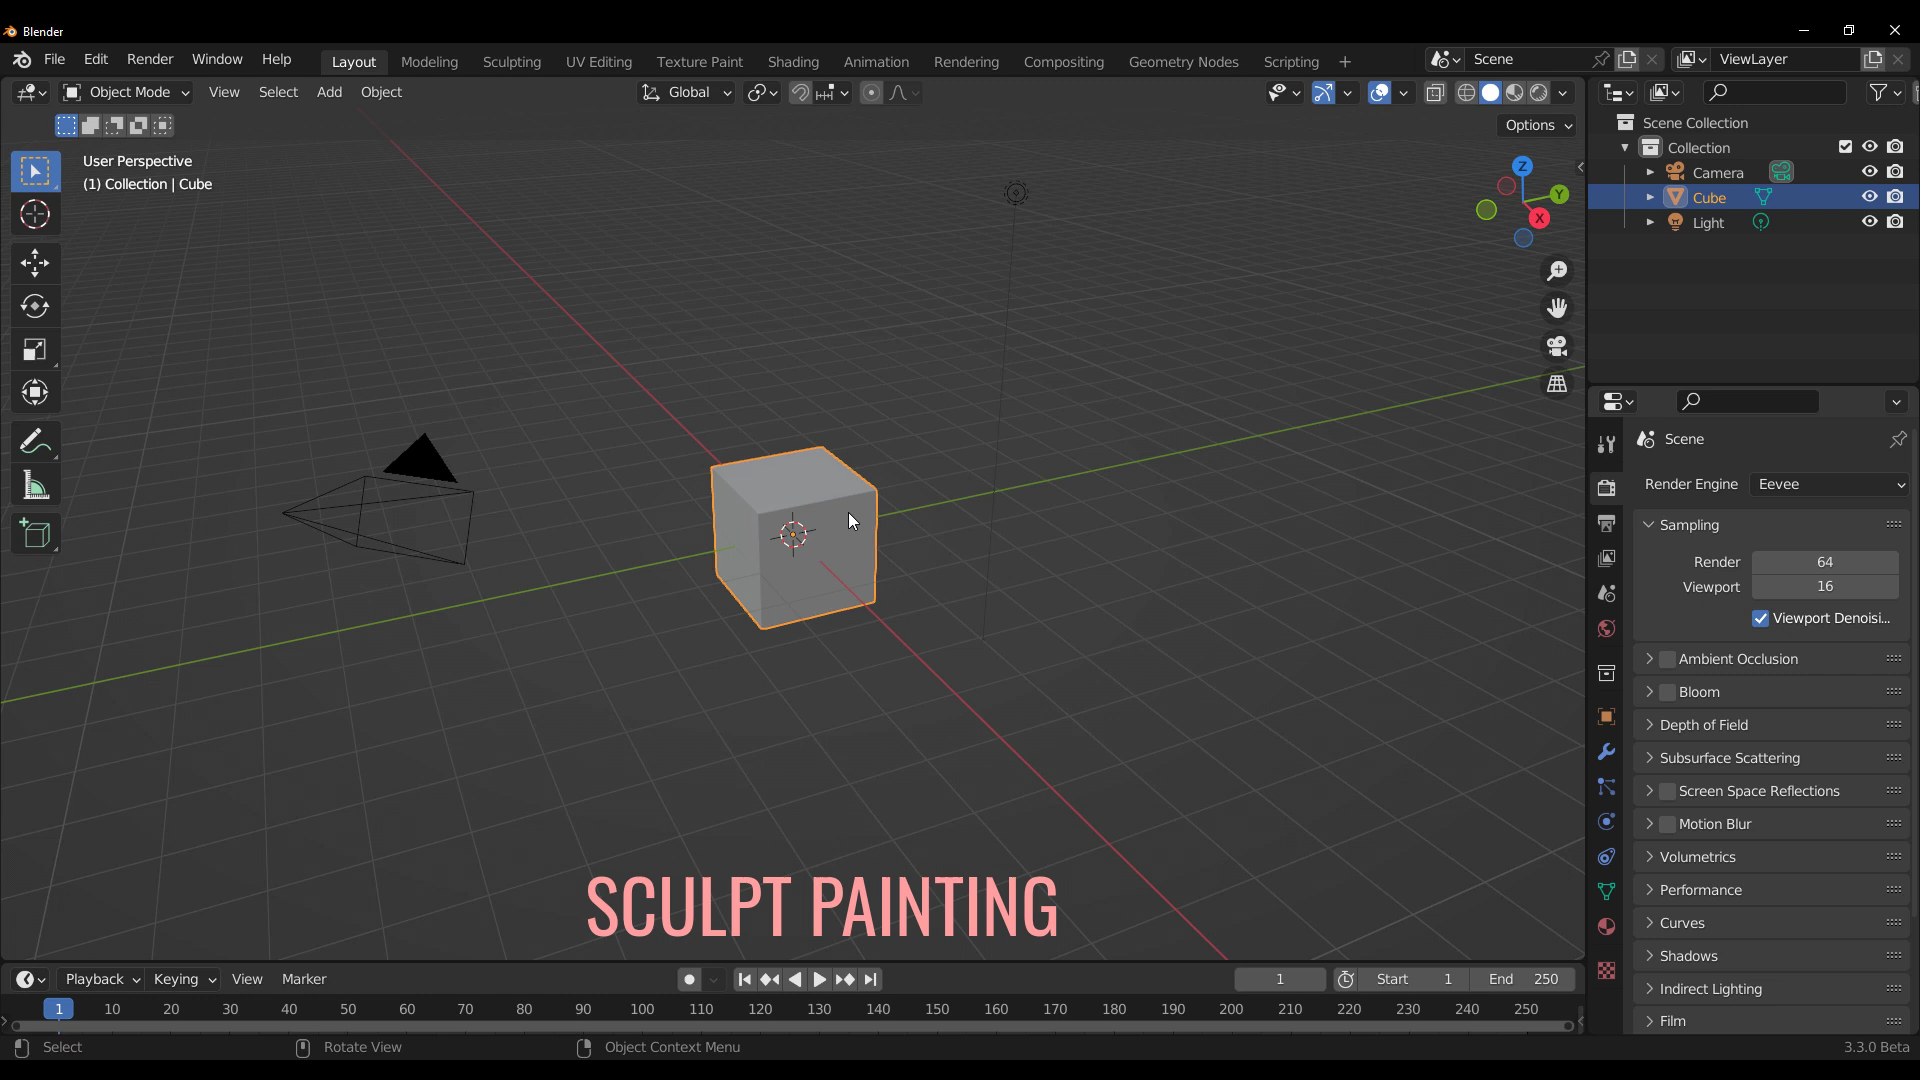 Blender
File Edit Render Window Help Layout Modeling Sculpting UV Editing Texture Paint Shading Animation Rendering Compositing Geometry Nodes Scripting + Scene ViewLayer
Object Mode View Select Add Object Global
Options
User Perspective
(1) Collection | Cube
Z
Y
X
Scene Collection
Collection
Camera
Cube
Light
Scene
Render Engine Eevee
Sampling
Render 64
Viewport 16
Viewport Denoisi...
Ambient Occlusion
Bloom
Depth of Field
Subsurface Scattering
Screen Space Reflections
Motion Blur
Volumetrics
Performance
Curves
Shadows
Indirect Lighting
Film
SCULPT PAINTING
Playback Keying View Marker 1 Start 1 End 250
1 10 20 30 40 50 60 70 80 90 100 110 120 130 140 150 160 170 180 190 200 210 220 230 240 250
Select Rotate View Object Context Menu 3.3.0 Beta